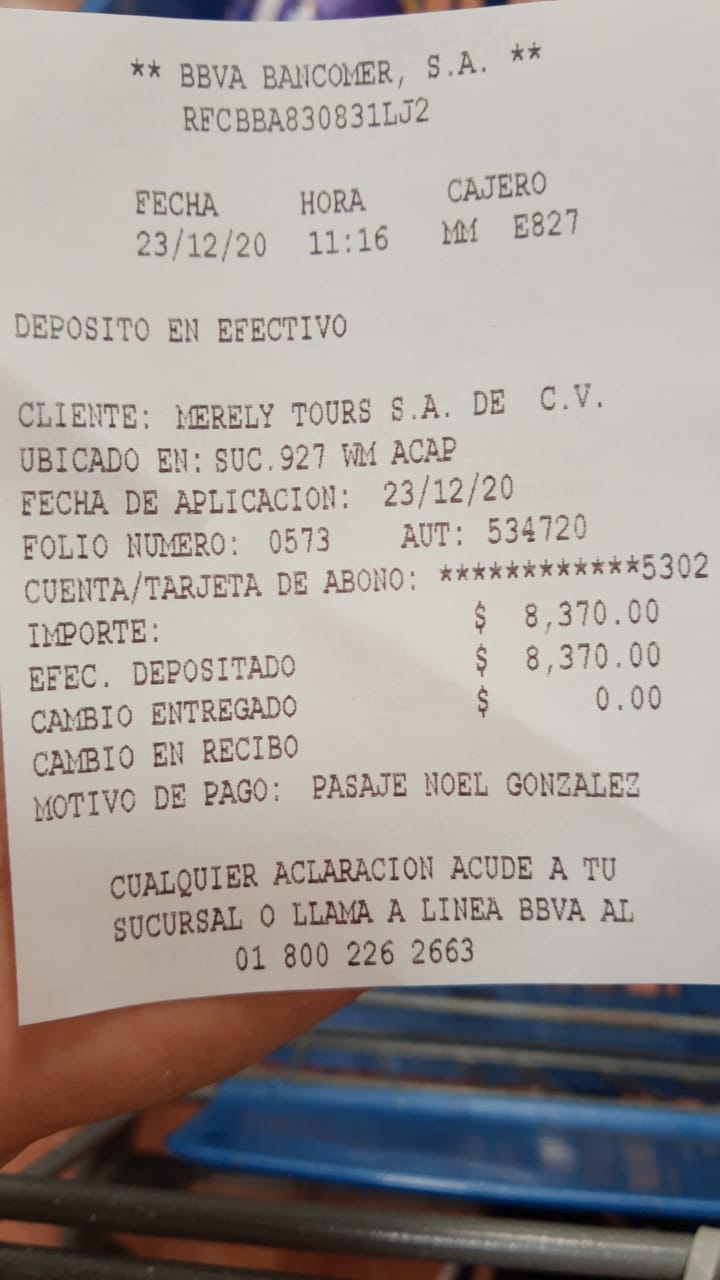 ** BBVA BANCOMER, S.A. **
RFCBBA830831LJ2
FECHA HORA CAJERO
23/12/20 11:16 MM E827
DEPOSITO EN EFECTIVO
CLIENTE: MERELY TOURS S.A. DE C.V.
UBICADO EN: SUC.927 WM ACAP
FECHA DE APLICACION: 23/12/20
FOLIO NUMERO: 0573 AUT: 534720
CUENTA/TARJETA DE ABONO: ************5302
IMPORTE: $ 8,370.00
EFEC. DEPOSITADO $ 8,370.00
CAMBIO ENTREGADO $ 0.00
CAMBIO EN RECIBO
MOTIVO DE PAGO: PASAJE NOEL GONZALEZ
CUALQUIER ACLARACION ACUDE A TU
SUCURSAL O LLAMA A LINEA BBVA AL
01 800 226 2663